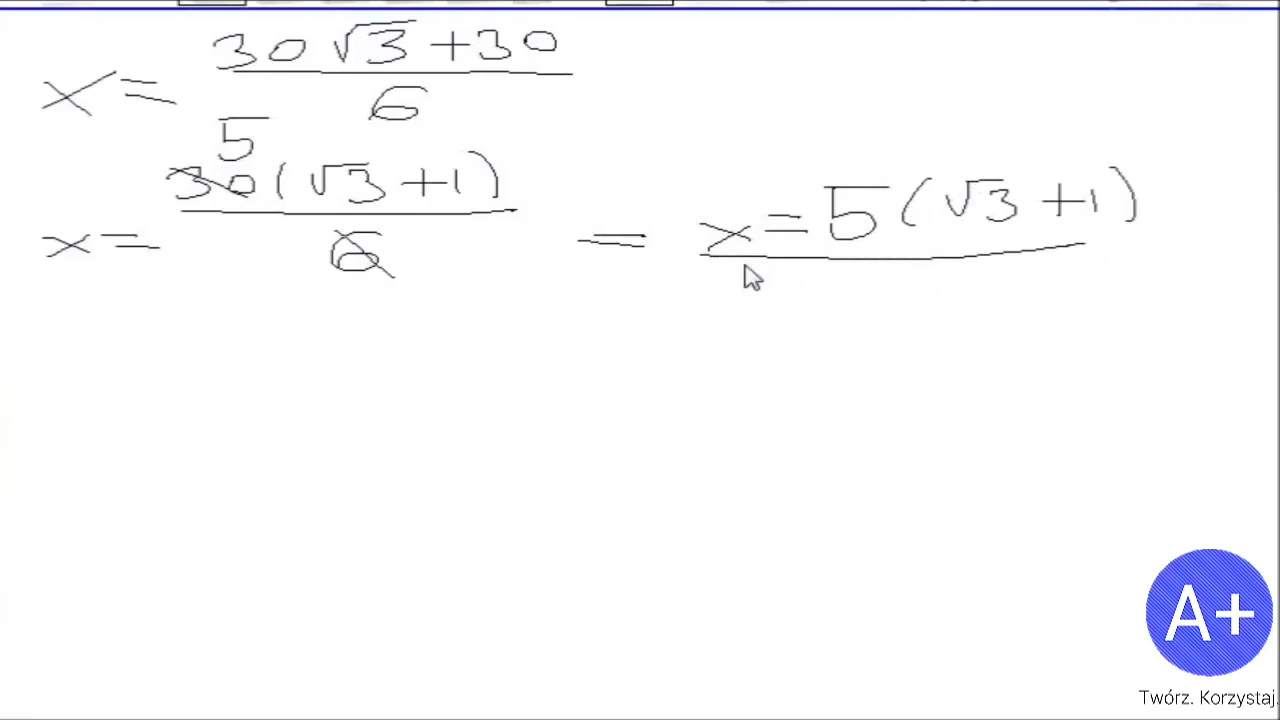 x = (30√3 + 30) / 6
5
x = 30(√3 + 1) / 6 = x = 5(√3 + 1)
A+
Twórz. Korzystaj.